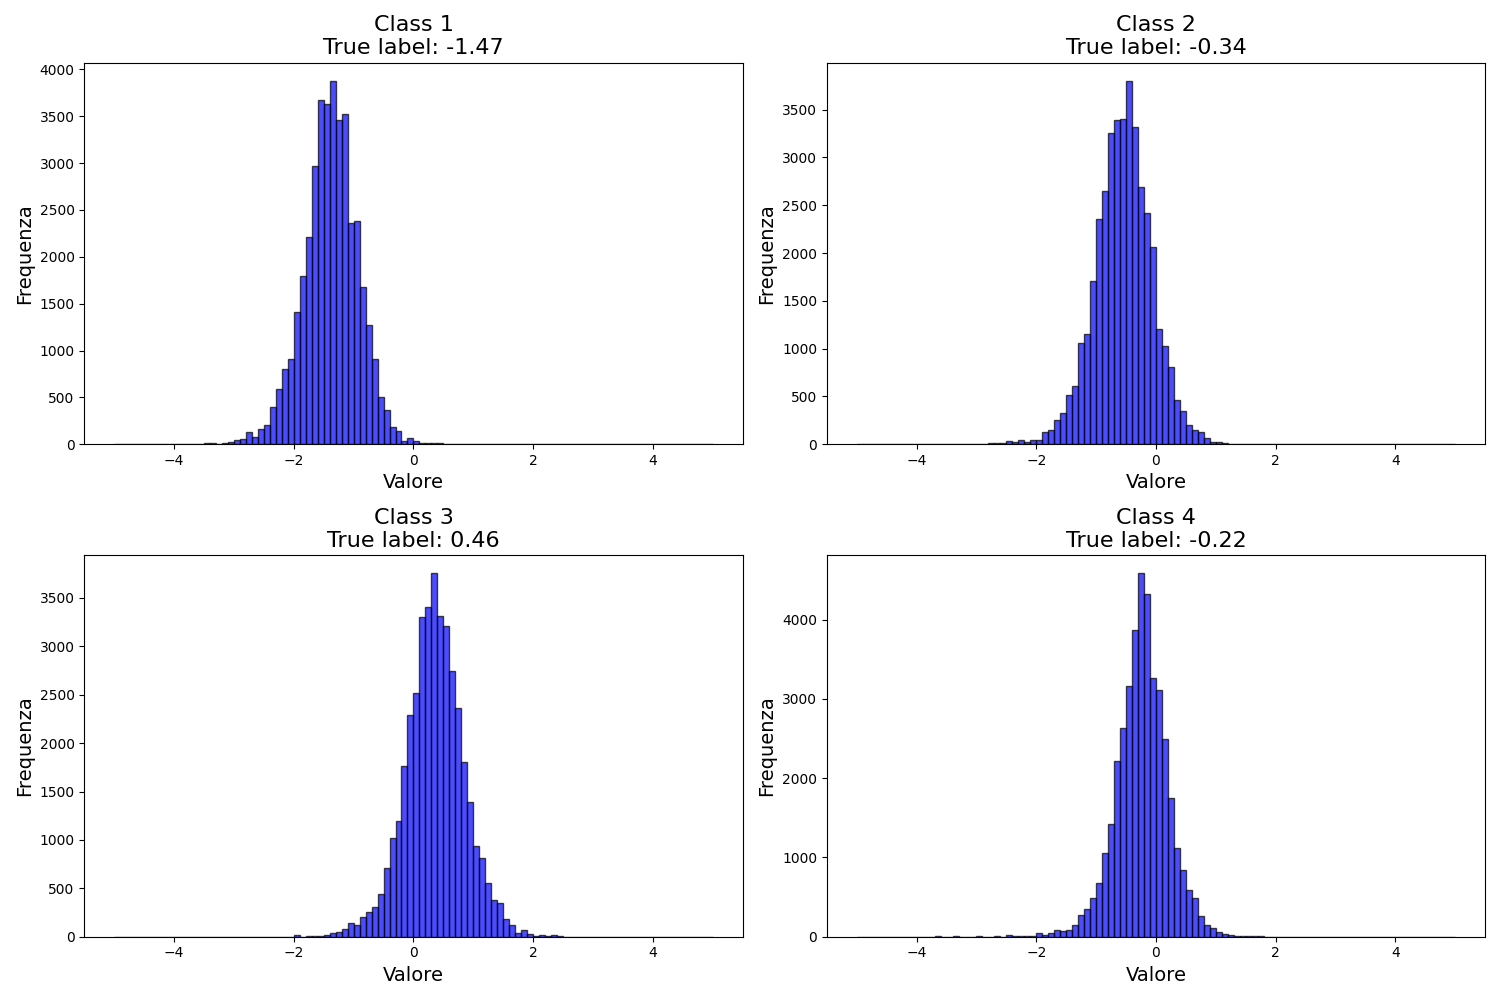 Class 1
True label: -1.47
4000
3500
3000
2500
2000
1500
1000
500
0
Frequenza
−4 −2 0 2 4
Valore
Class 2
True label: -0.34
3500
3000
2500
2000
1500
1000
500
0
Frequenza
−4 −2 0 2 4
Valore
Class 3
True label: 0.46
3500
3000
2500
2000
1500
1000
500
0
Frequenza
−4 −2 0 2 4
Valore
Class 4
True label: -0.22
4000
3000
2000
1000
0
Frequenza
−4 −2 0 2 4
Valore